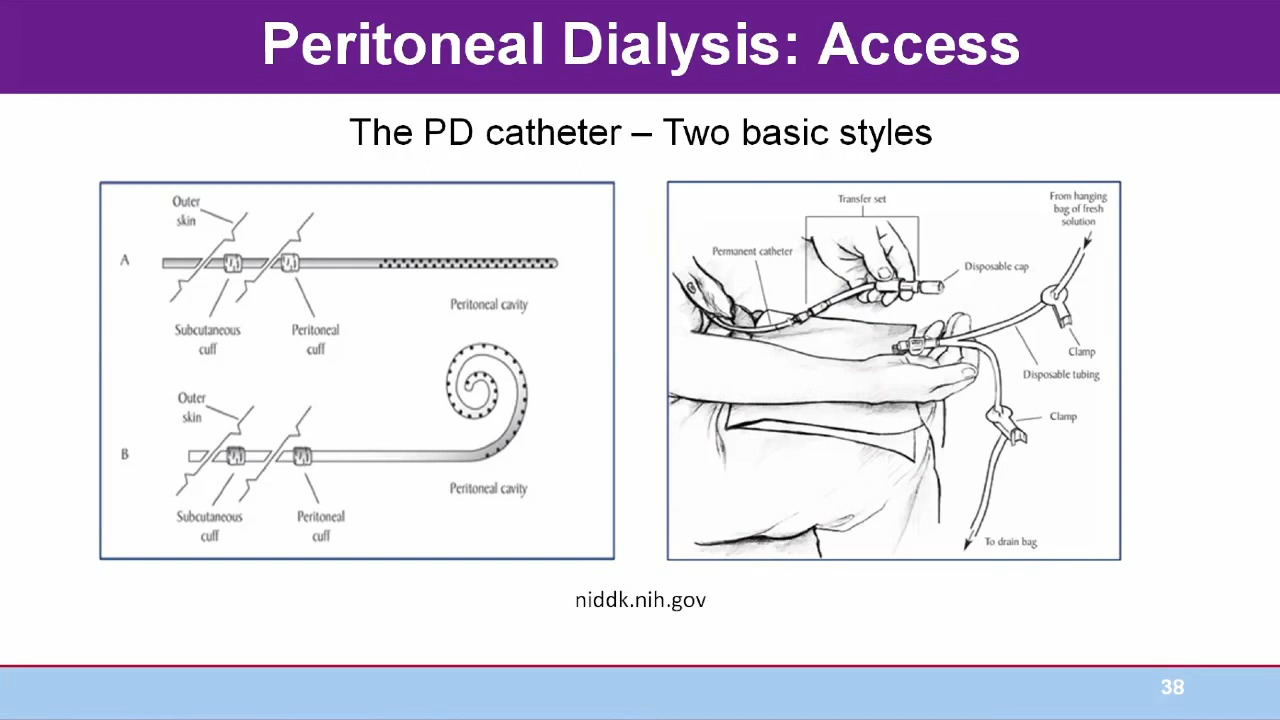 Peritoneal Dialysis: Access
The PD catheter – Two basic styles
Outer
skin
A
Peritoneal cavity
Subcutaneous
cuff
Peritoneal
cuff
Outer
skin
B
Peritoneal cavity
Subcutaneous
cuff
Peritoneal
cuff
Transfer set
From hanging
bag of fresh
solution
Permanent catheter
Disposable cap
Clamp
Disposable tubing
Clamp
To drain bag
niddk.nih.gov
38